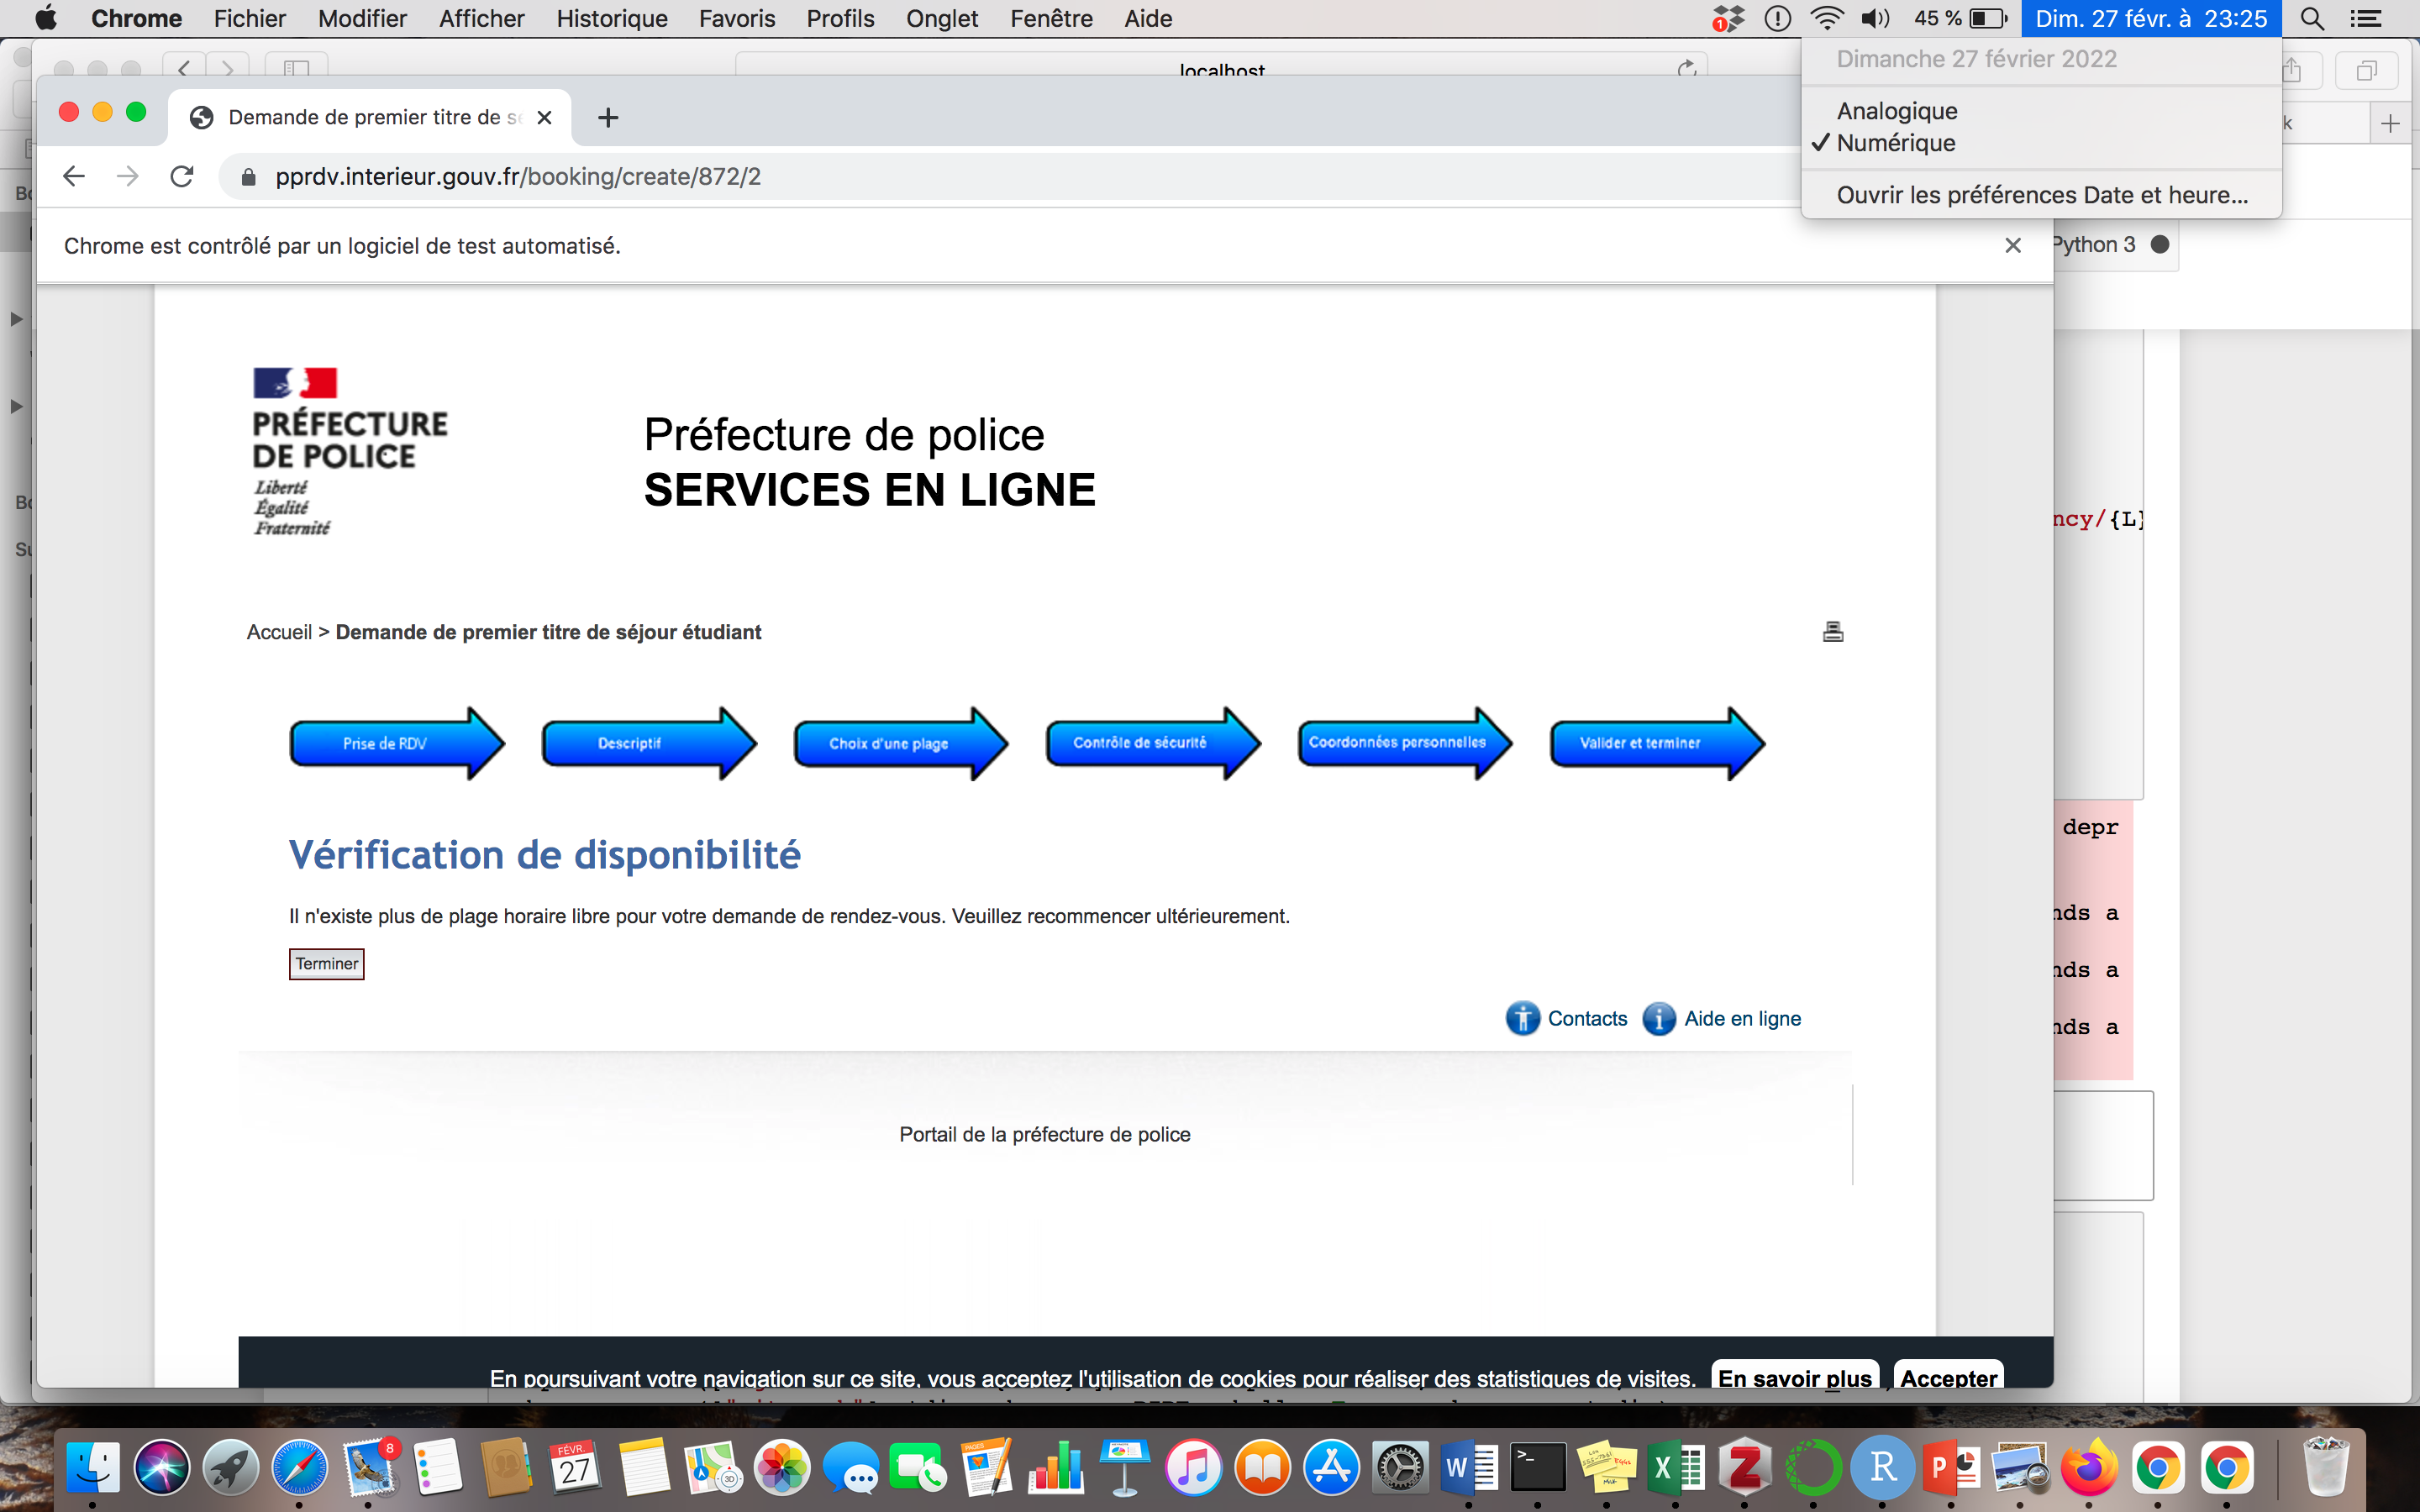 Chrome Fichier Modifier Afficher Historique Favoris Profils Onglet Fenêtre Aide 1 45 % Dim. 27 févr. à 23:25
Dimanche 27 février 2022
Analogique
✓ Numérique
Ouvrir les préférences Date et heure...
localhost
Demande de premier titre de
pprdv.interieur.gouv.fr/booking/create/872/2
Chrome est contrôlé par un logiciel de test automatisé.
Python 3
PRÉFECTURE
DE POLICE
Liberté
Égalité
Fraternité
Préfecture de police
SERVICES EN LIGNE
ncy/{L}
Accueil > Demande de premier titre de séjour étudiant
Prise de RDV
Descriptif
Choix d'une plage
Contrôle de sécurité
Coordonnées personnelles
Valider et terminer
depr
Vérification de disponibilité
Il n'existe plus de plage horaire libre pour votre demande de rendez-vous. Veuillez recommencer ultérieurement.
nds a
Terminer
nds a
Contacts
Aide en ligne
nds a
Portail de la préfecture de police
En poursuivant votre navigation sur ce site, vous acceptez l'utilisation de cookies pour réaliser des statistiques de visites. En savoir plus Accepter
8
FÉVR.
27
3D
PAGES
W
>_
X
Z
R
P